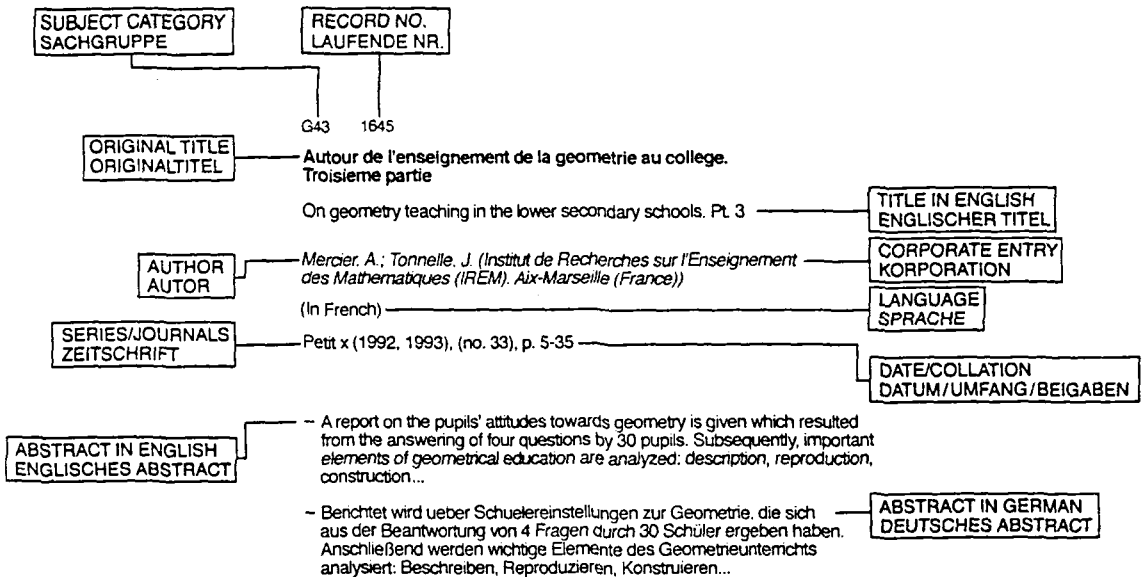 SUBJECT CATEGORY
SACHGRUPPE
RECORD NO.
LAUFENDE NR.
G43 1645
ORIGINAL TITLE
ORIGINALTITEL
Autour de l'enseignement de la geometrie au college.
Troisieme partie
On geometry teaching in the lower secondary schools. Pt. 3
TITLE IN ENGLISH
ENGLISCHER TITEL
AUTHOR
AUTOR
Mercier, A.; Tonnelle, J. (Institut de Recherches sur l'Enseignement
des Mathematiques (IREM). Aix-Marseille (France))
CORPORATE ENTRY
KORPORATION
(In French)
LANGUAGE
SPRACHE
SERIES/JOURNALS
ZEITSCHRIFT
Petit x (1992, 1993), (no. 33), p. 5-35
DATE/COLLATION
DATUM/UMFANG/BEIGABEN
ABSTRACT IN ENGLISH
ENGLISCHES ABSTRACT
– A report on the pupils' attitudes towards geometry is given which resulted
from the answering of four questions by 30 pupils. Subsequently, important
elements of geometrical education are analyzed: description, reproduction,
construction...
– Berichtet wird ueber Schuelereinstellungen zur Geometrie, die sich
aus der Beantwortung von 4 Fragen durch 30 Schüler ergeben haben.
Anschließend werden wichtige Elemente des Geometrieunterrichts
analysiert: Beschreiben, Reproduzieren, Konstruieren...
ABSTRACT IN GERMAN
DEUTSCHES ABSTRACT